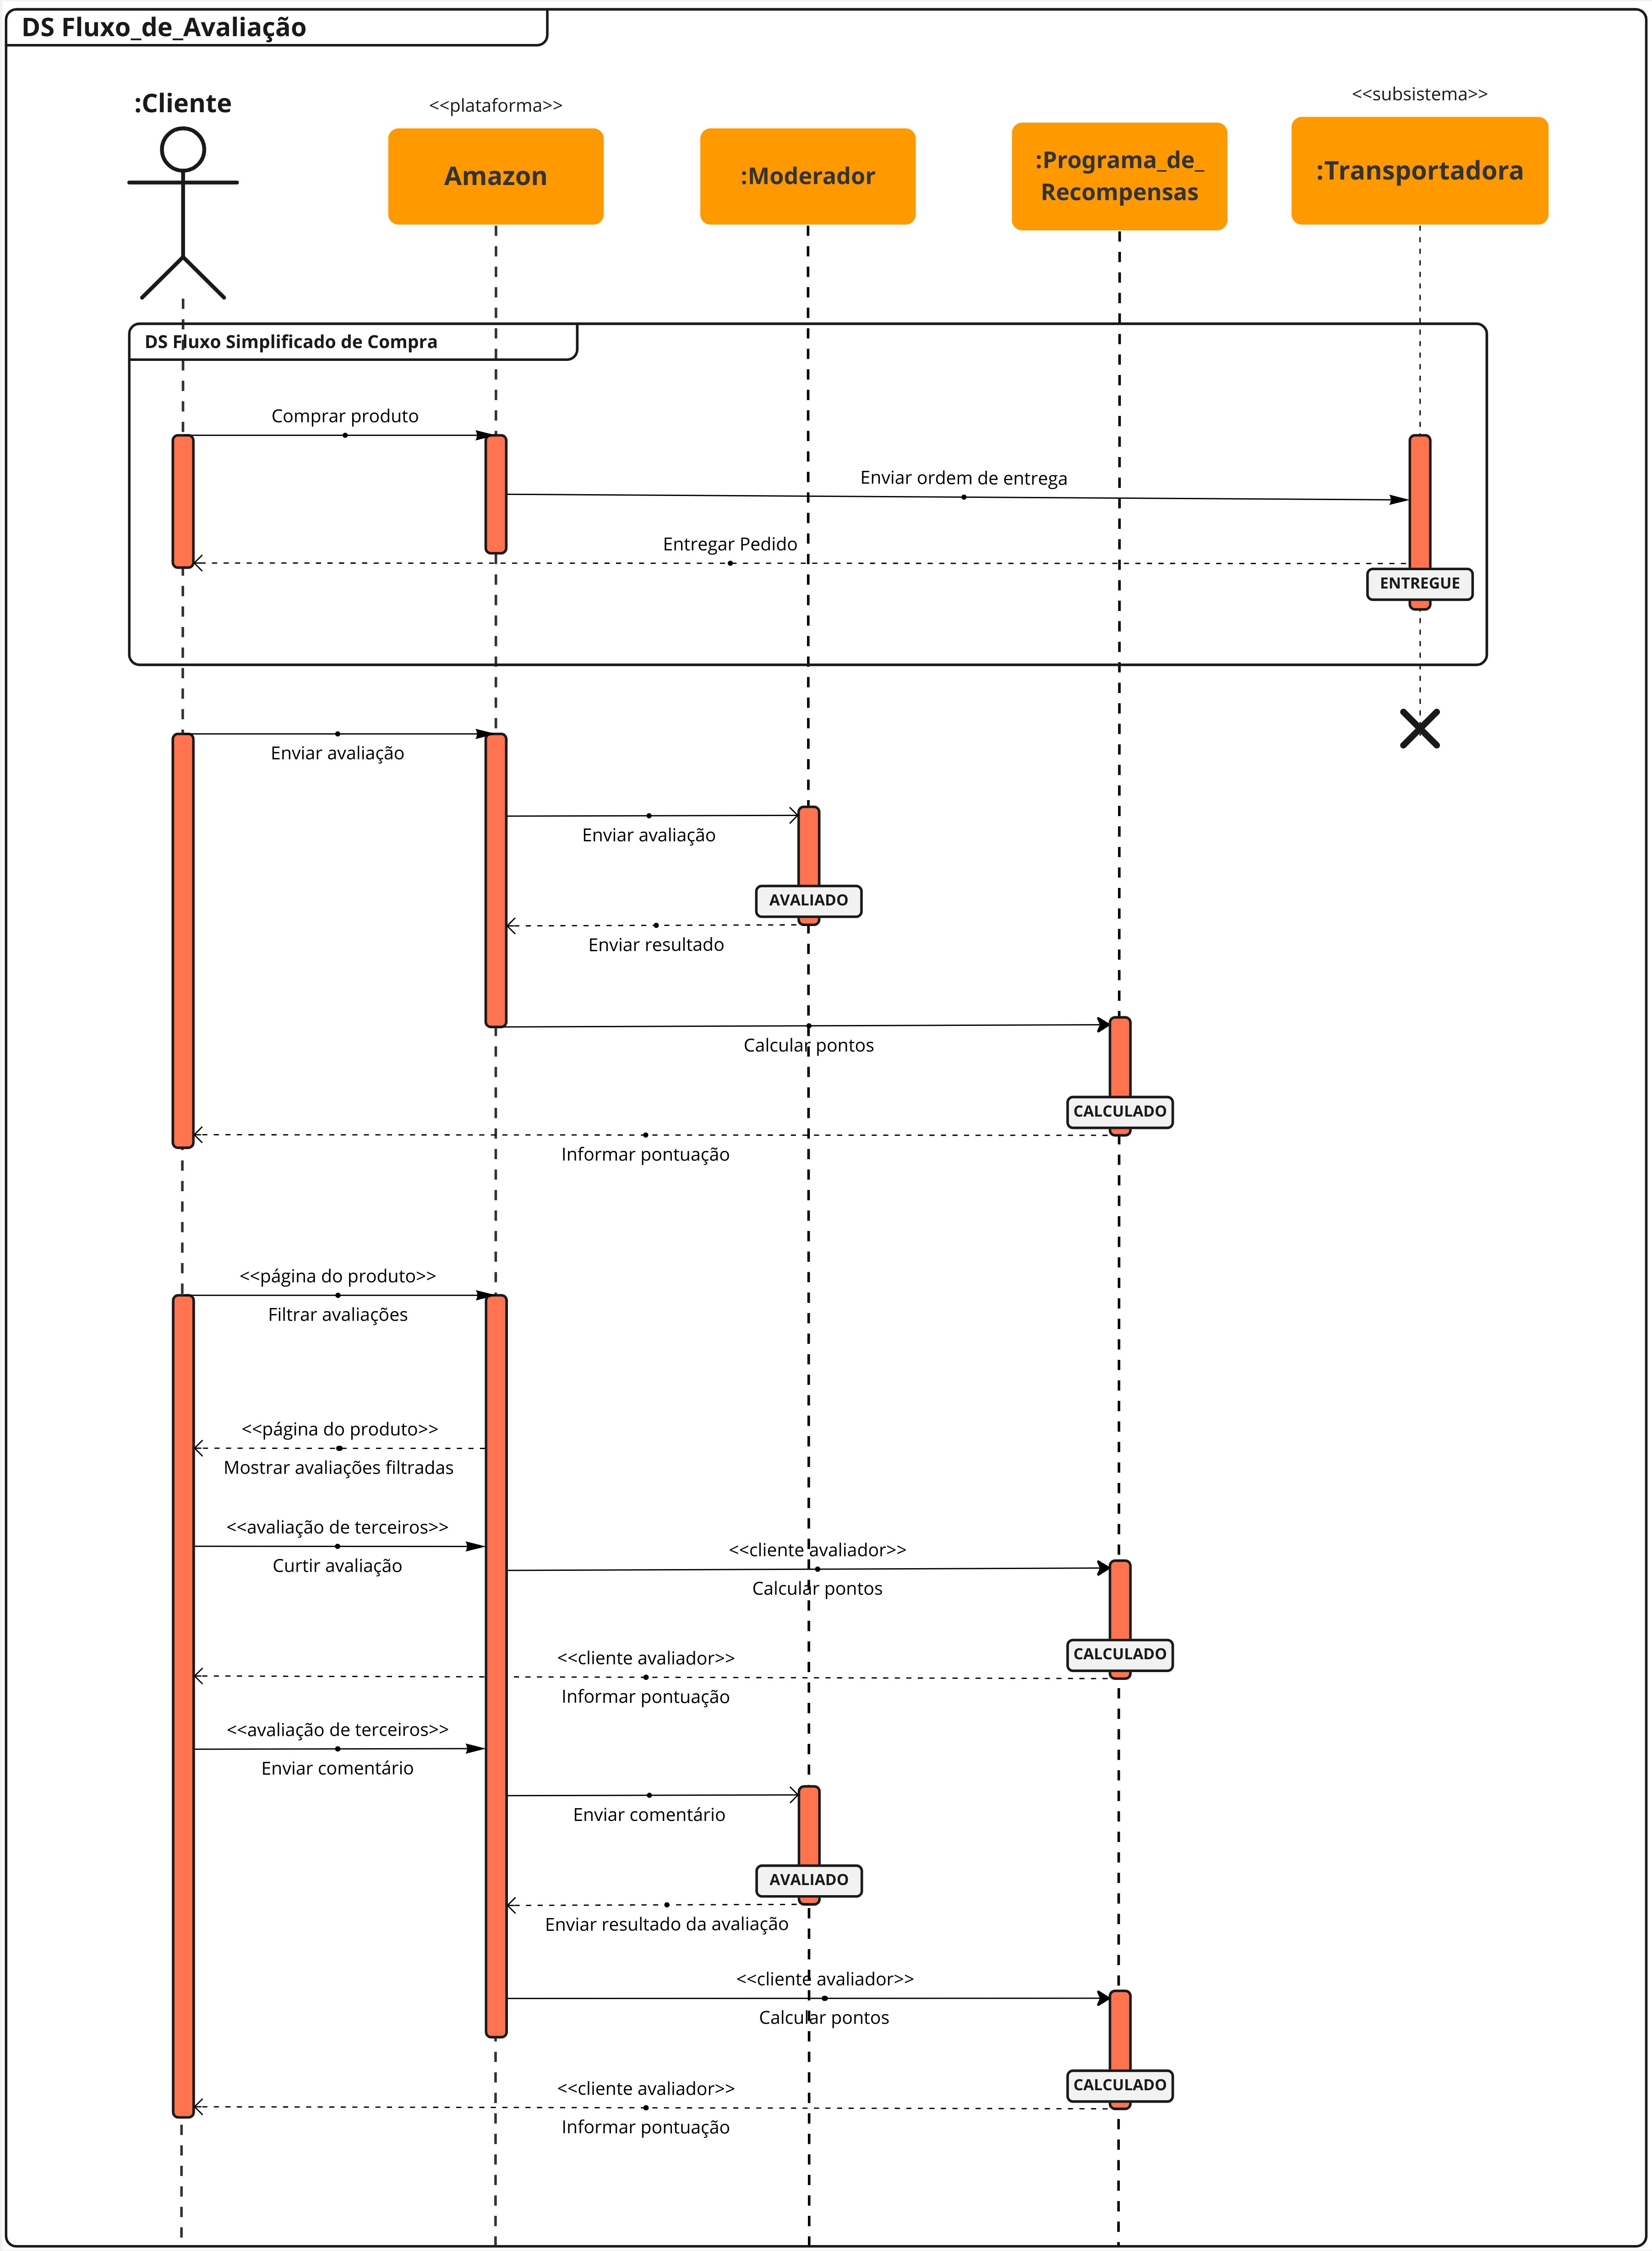 DS Fluxo_de_Avaliação
:Cliente
<<plataforma>>
<<subsistema>>
Amazon
:Moderador
:Programa_de_
Recompensas
:Transportadora
DS Fluxo Simplificado de Compra
Comprar produto
Enviar ordem de entrega
Entregar Pedido
ENTREGUE
Enviar avaliação
Enviar avaliação
AVALIADO
Enviar resultado
Calcular pontos
CALCULADO
Informar pontuação
<<página do produto>>
Filtrar avaliações
<<página do produto>>
Mostrar avaliações filtradas
<<avaliação de terceiros>>
Curtir avaliação
<<cliente avaliador>>
Calcular pontos
CALCULADO
<<cliente avaliador>>
Informar pontuação
<<avaliação de terceiros>>
Enviar comentário
Enviar comentário
AVALIADO
Enviar resultado da avaliação
<<cliente avaliador>>
Calcular pontos
CALCULADO
<<cliente avaliador>>
Informar pontuação